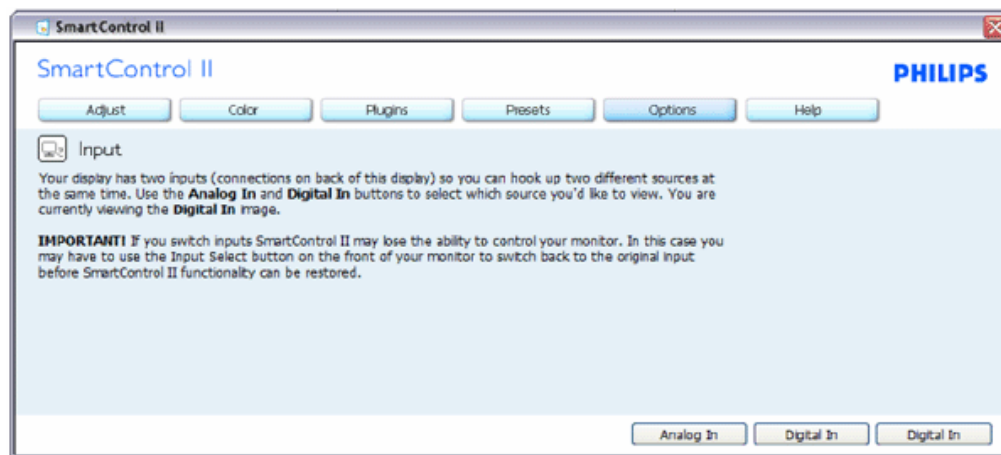 SmartControl II
SmartControl II
PHILIPS
Adjust Color Plugins Presets Options Help
Input
Your display has two inputs (connections on back of this display) so you can hook up two different sources at
the same time. Use the Analog In and Digital In buttons to select which source you'd like to view. You are
currently viewing the Digital In image.
IMPORTANT! If you switch inputs SmartControl II may lose the ability to control your monitor. In this case you
may have to use the Input Select button on the front of your monitor to switch back to the original input
before SmartControl II functionality can be restored.
Analog In Digital In Digital In